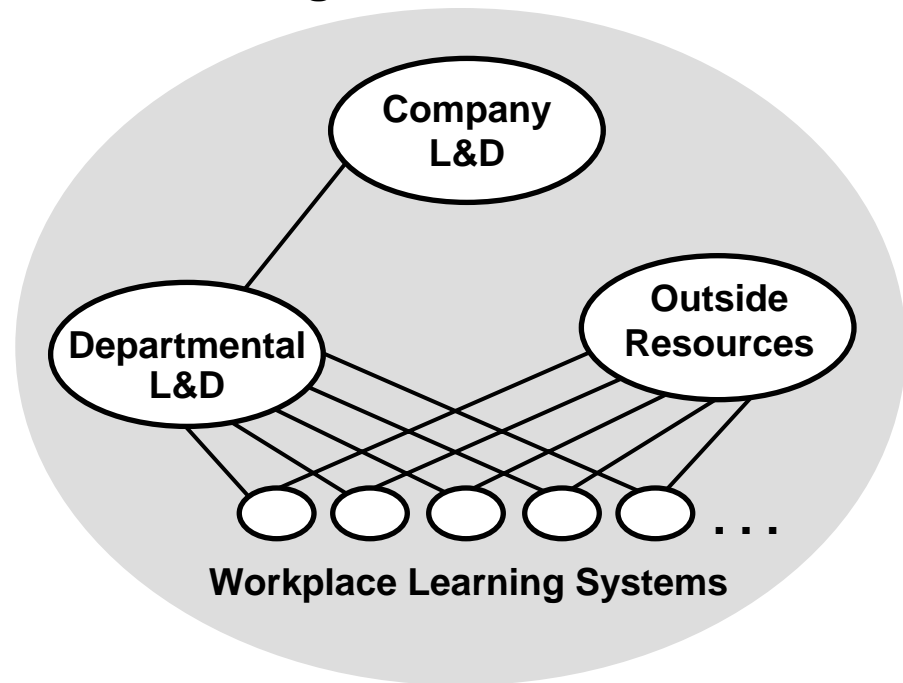 Company
L&D
Outside
Resources
Departmental
L&D
. . .
Workplace Learning Systems